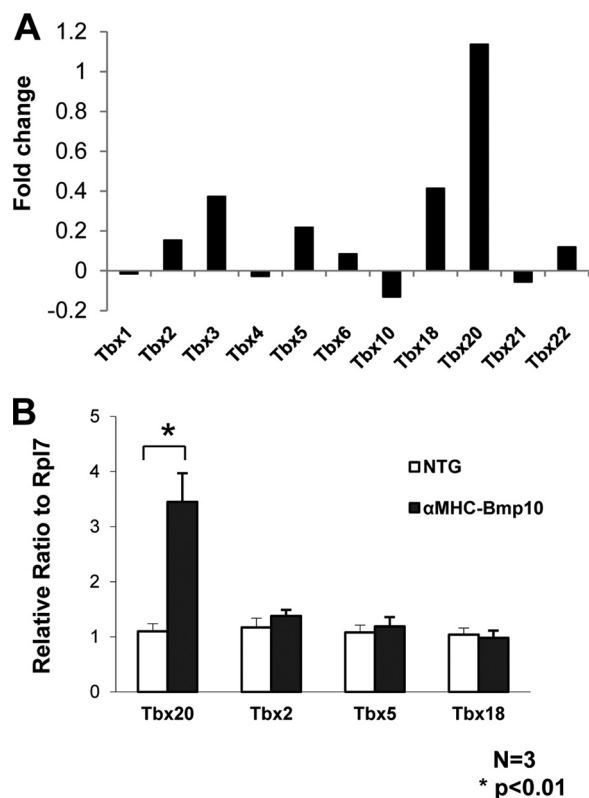 A
Fold change
1.2
1
0.8
0.6
0.4
0.2
0
-0.2
Tbx1
Tbx2
Tbx3
Tbx4
Tbx5
Tbx6
Tbx10
Tbx18
Tbx20
Tbx21
Tbx22
B
Relative Ratio to Rpl7
5
4
3
2
1
0
*
NTG
αMHC-Bmp10
Tbx20 Tbx2 Tbx5 Tbx18
N=3
* p<0.01